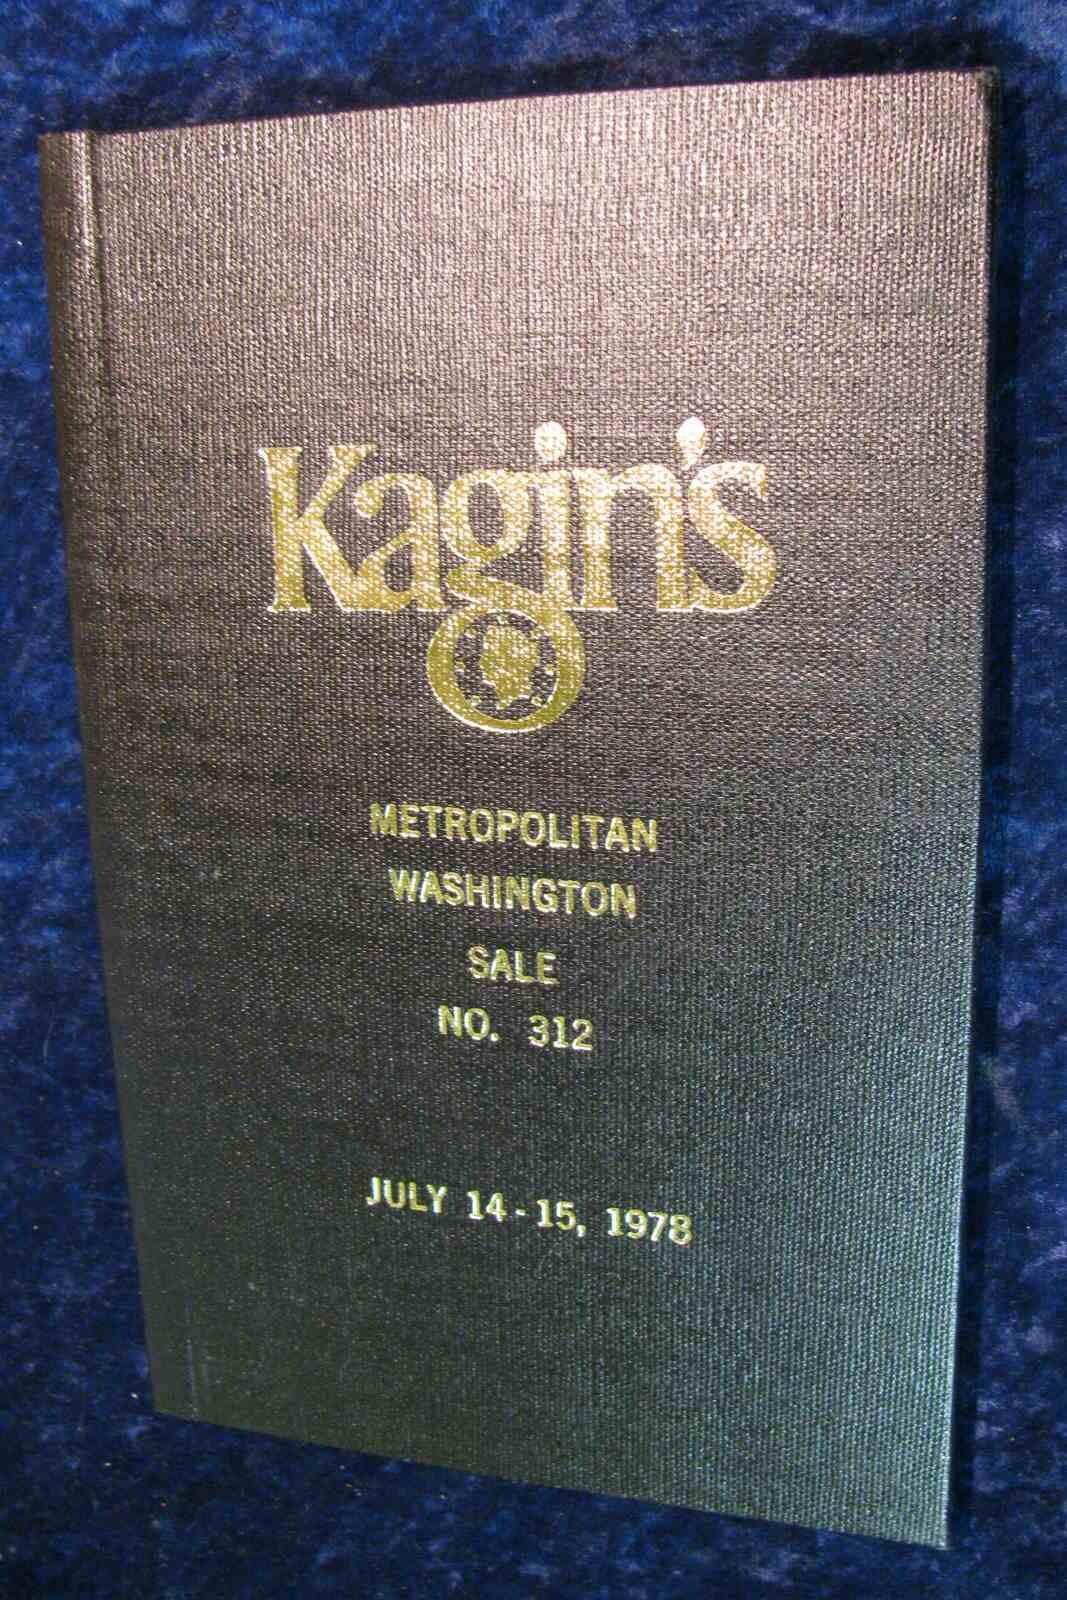 Kagin's
METROPOLITAN
WASHINGTON
SALE
NO. 312
JULY 14-15, 1978